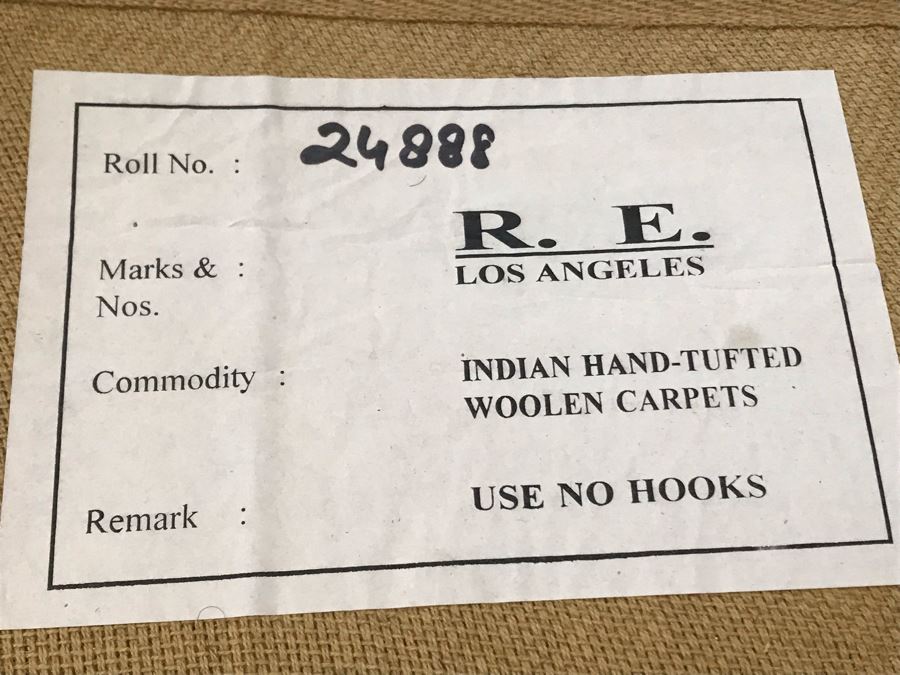 Roll No. : 24888
R. E.
Marks & : LOS ANGELES
Nos.
Commodity : INDIAN HAND-TUFTED
WOOLEN CARPETS
Remark : USE NO HOOKS